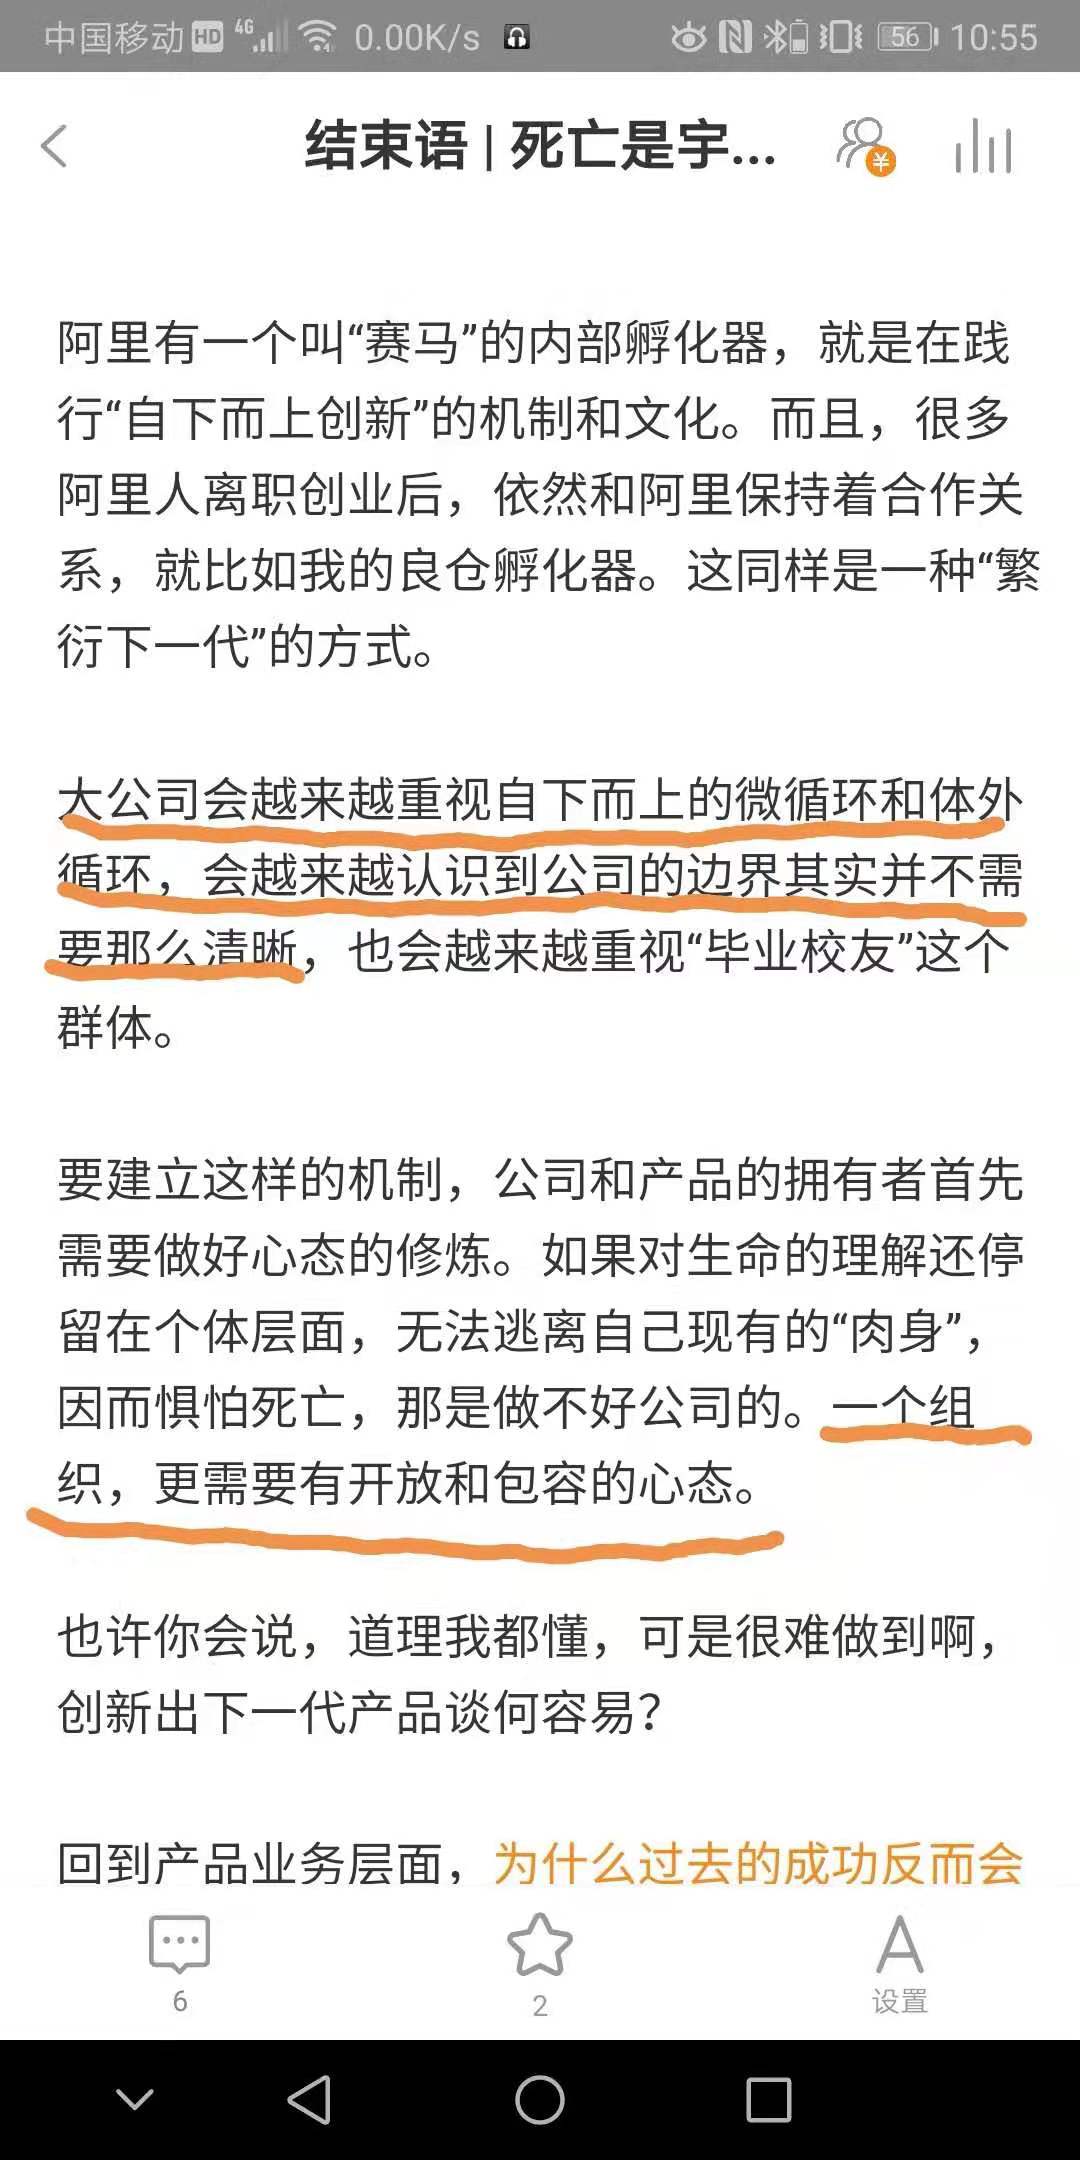 中国移动 HD 4G 0.00K/s 56 10:55
结束语 | 死亡是宇...
阿里有一个叫“赛马”的内部孵化器，就是在践
行“自下而上创新”的机制和文化。而且，很多
阿里人离职创业后，依然和阿里保持着合作关
系，就比如我的良仓孵化器。这同样是一种“繁
衍下一代”的方式。
大公司会越来越重视自下而上的微循环和体外
循环，会越来越认识到公司的边界其实并不需
要那么清晰，也会越来越重视“毕业校友”这个
群体。
要建立这样的机制，公司和产品的拥有者首先
需要做好心态的修炼。如果对生命的理解还停
留在个体层面，无法逃离自己现有的“肉身”，
因而惧怕死亡，那是做不好公司的。一个组
织，更需要有开放和包容的心态。
也许你会说，道理我都懂，可是很难做到啊，
创新出下一代产品谈何容易？
回到产品业务层面，为什么过去的成功反而会
6
2
设置